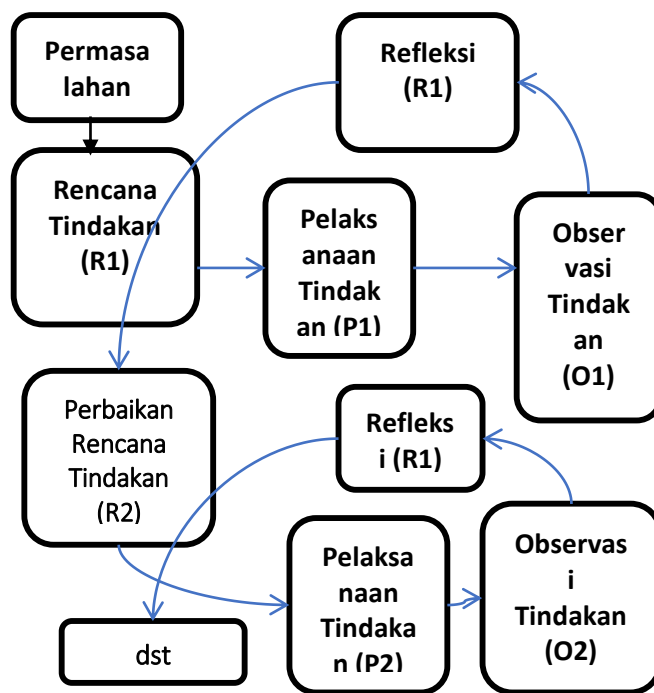 Permasa
lahan
Refleksi
(R1)
Rencana
Tindakan
(R1)
Pelaks
anaan
Tindak
an (P1)
Obser
vasi
Tindak
an
(O1)
Perbaikan
Rencana
Tindakan
(R2)
Refleks
i (R1)
Pelaksa
naan
Tindaka
n (P2)
Observas
i
Tindakan
(O2)
dst